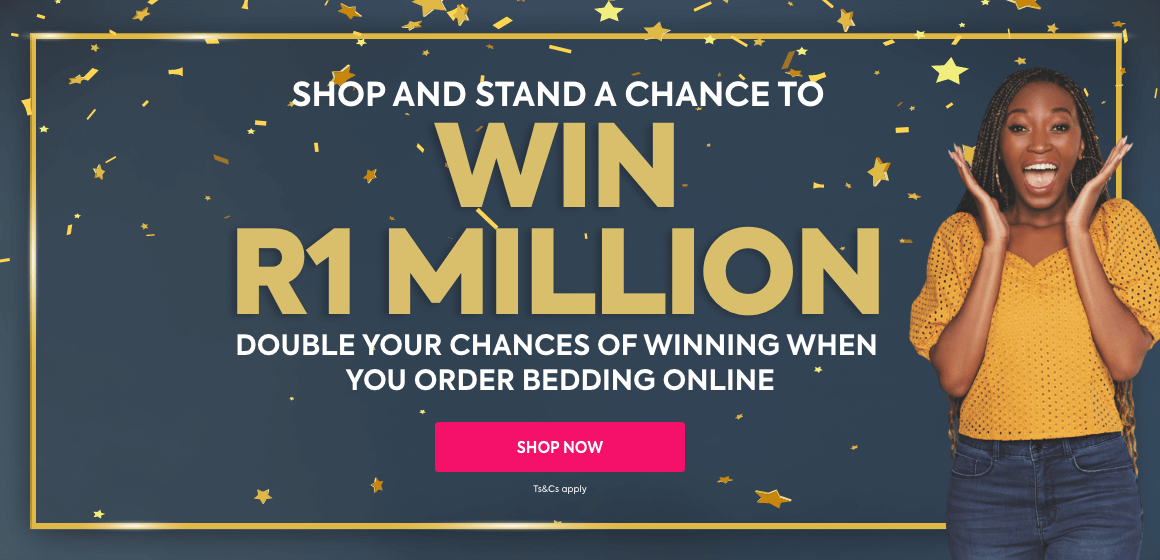 SHOP AND STAND A CHANCE TO
WIN
R1 MILLION
DOUBLE YOUR CHANCES OF WINNING WHEN
YOU ORDER BEDDING ONLINE
SHOP NOW
Ts&Cs apply